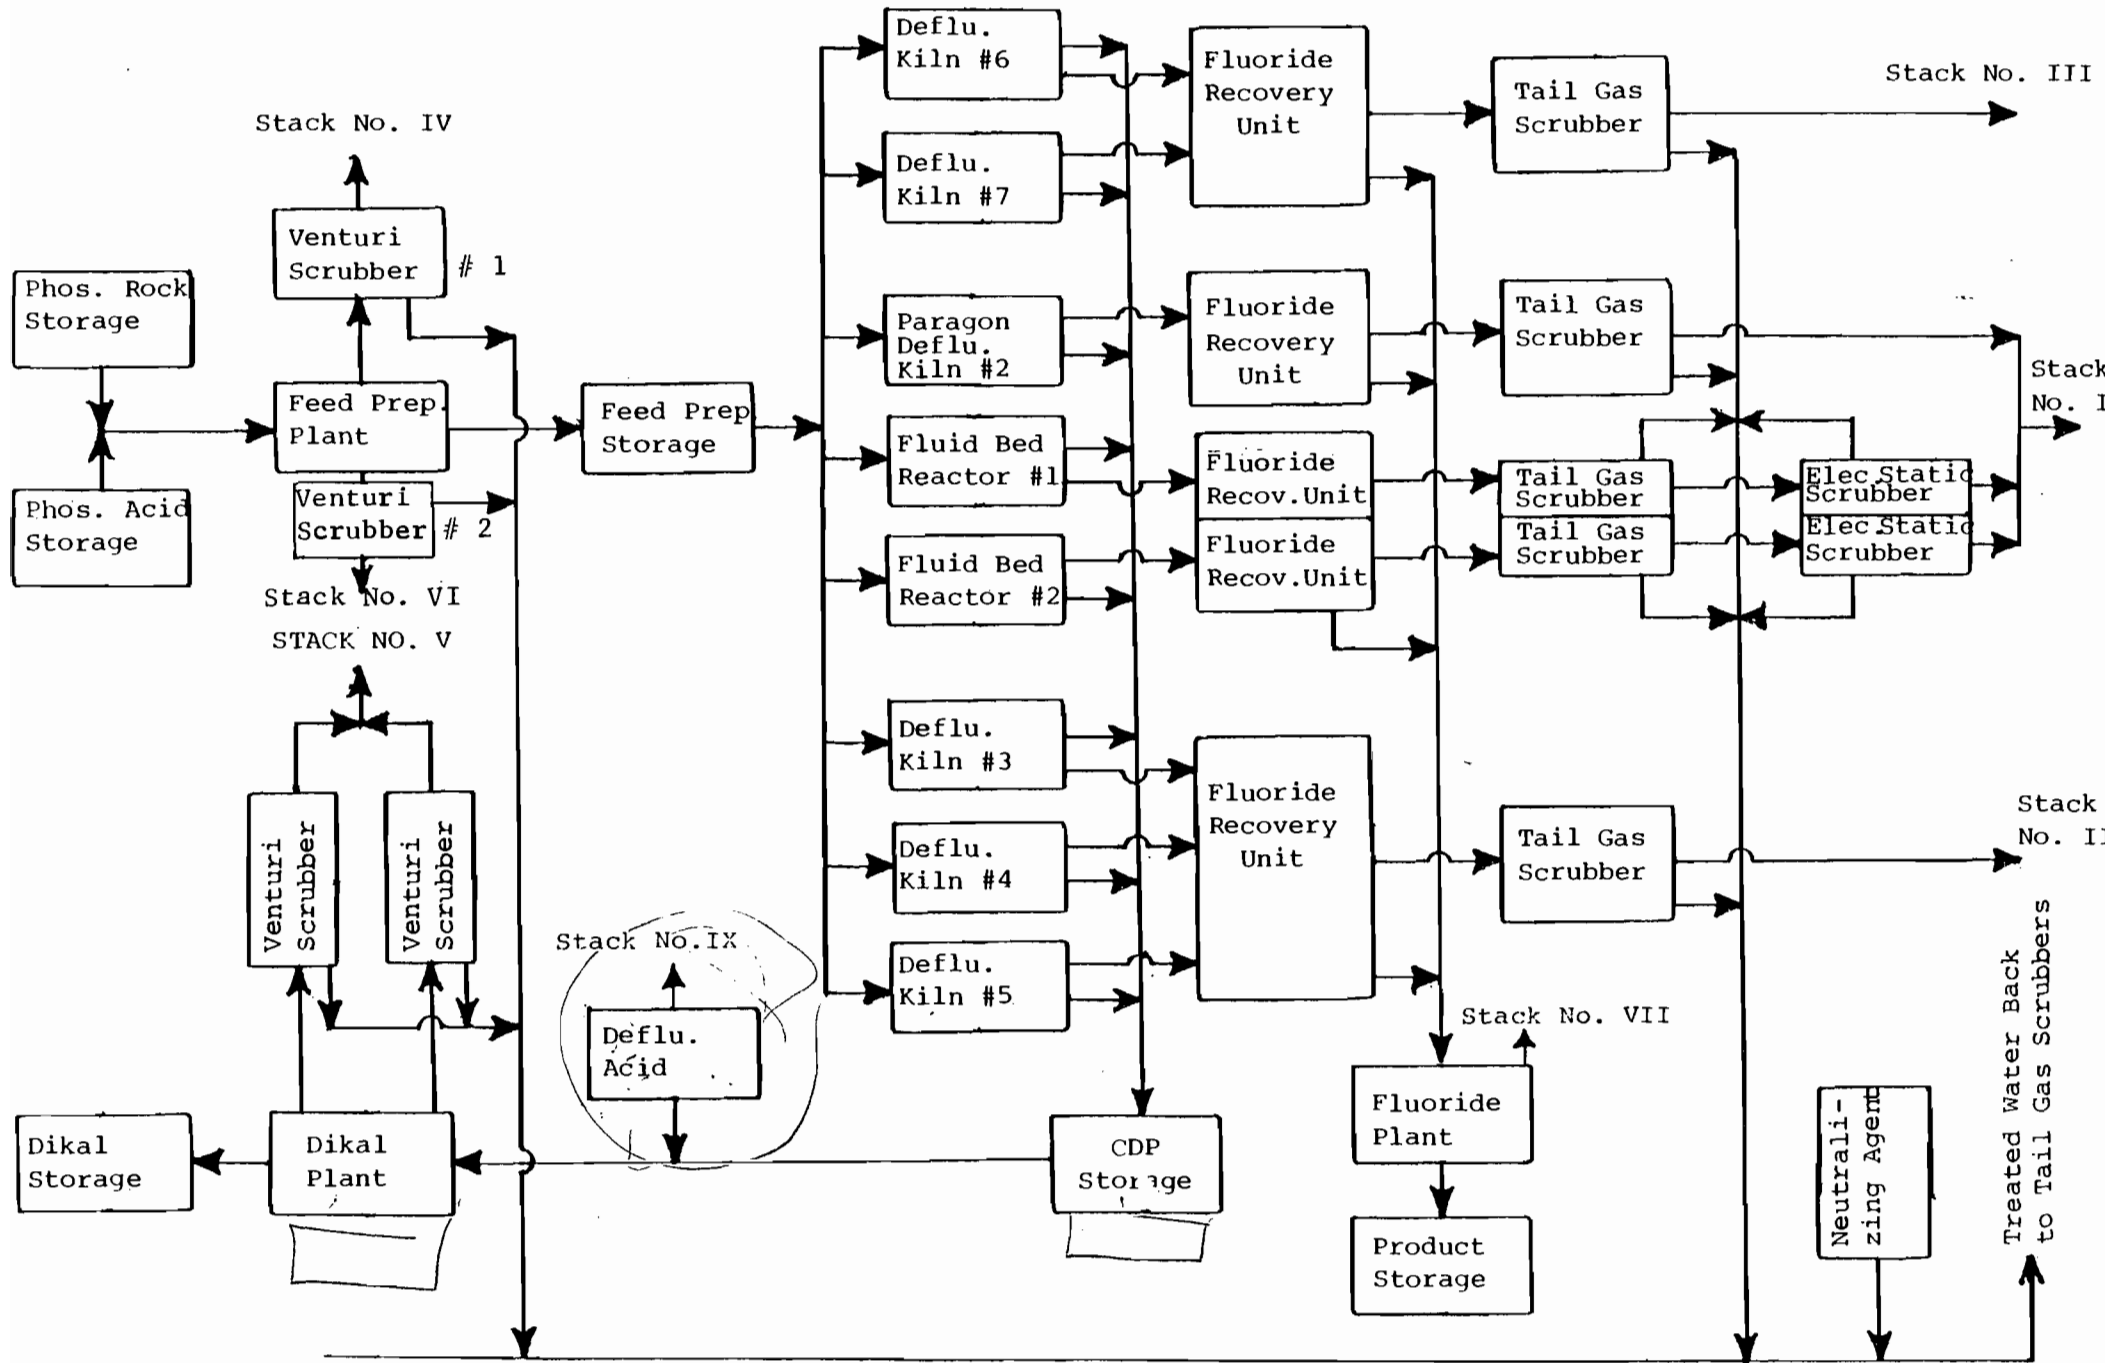 Deflu.
Kiln #6
Fluoride
Recovery
Unit
Tail Gas
Scrubber
Stack No. III
Stack No. IV
Deflu.
Kiln #7
Venturi
Scrubber
# 1
Phos. Rock
Storage
Paragon
Deflu.
Kiln #2
Fluoride
Recovery
Unit
Tail Gas
Scrubber
Stack
No. I
Feed Prep.
Plant
Feed Prep
Storage
Fluid Bed
Reactor #1
Fluoride
Recov.Unit
Tail Gas
Scrubber
Elec.Static
Scrubber
Phos. Acid
Storage
Venturi
Scrubber
# 2
Fluid Bed
Reactor #2
Fluoride
Recov.Unit
Tail Gas
Scrubber
Elec.Static
Scrubber
Stack No. VI
STACK NO. V
Deflu.
Kiln #3
Fluoride
Recovery
Unit
Tail Gas
Scrubber
Stack
No. II
Venturi
Scrubber
Venturi
Scrubber
Deflu.
Kiln #4
Stack No.IX
Deflu.
Kiln #5
Deflu.
Acid
Stack No. VII
Fluoride
Plant
Neutrali-
zing Agent
Treated Water Back
to Tail Gas Scrubbers
Dikal
Storage
Dikal
Plant
CDP
Storage
Product
Storage